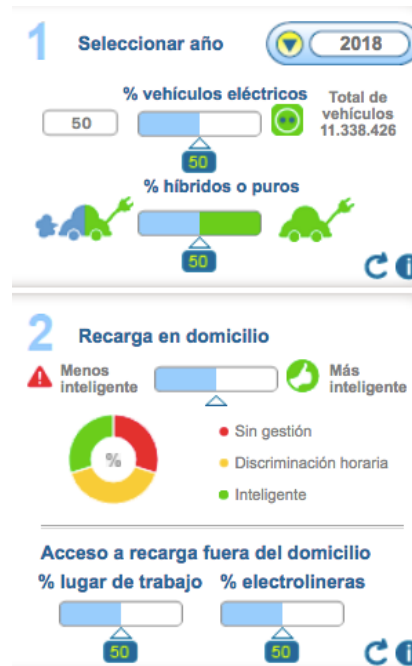 1 Seleccionar año 2018
% vehículos eléctricos
50
Total de
vehículos
11.338.426
50
% híbridos o puros
50
2 Recarga en domicilio
Menos
inteligente
Más
inteligente
%
Sin gestión
Discriminación horaria
Inteligente
Acceso a recarga fuera del domicilio
% lugar de trabajo % electrolineras
50 50